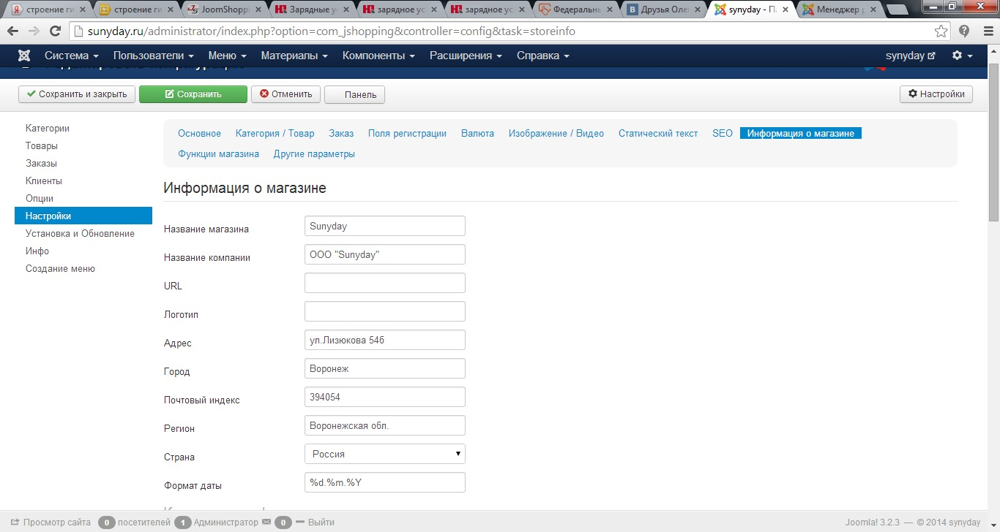 строение ги
строение ги
JoomShoppi
Зарядные у
зарядное ус
зарядное ус
Федеральны
Друзья Оле
synyday - П
Менеджер р
sunyday.ru/administrator/index.php?option=com_jshopping&controller=config&task=storeinfo
Система Пользователи Меню Материалы Компоненты Расширения Справка synyday
Сохранить и закрыть Сохранить Отменить Панель Настройки
Категории
Товары
Заказы
Клиенты
Опции
Настройки
Установка и Обновление
Инфо
Создание меню
Основное Категория / Товар Заказ Поля регистрации Валюта Изображение / Видео Статический текст SEO Информация о магазине
Функции магазина Другие параметры
Информация о магазине
Название магазина Sunyday
Название компании ООО "Sunyday"
URL
Логотип
Адрес ул.Лизюкова 54б
Город Воронеж
Почтовый индекс 394054
Регион Воронежская обл.
Страна Россия
Формат даты %d.%m.%Y
Просмотр сайта 0 посетителей 1 Администратор 0 Выйти
Joomla! 3.2.3 — © 2014 synyday